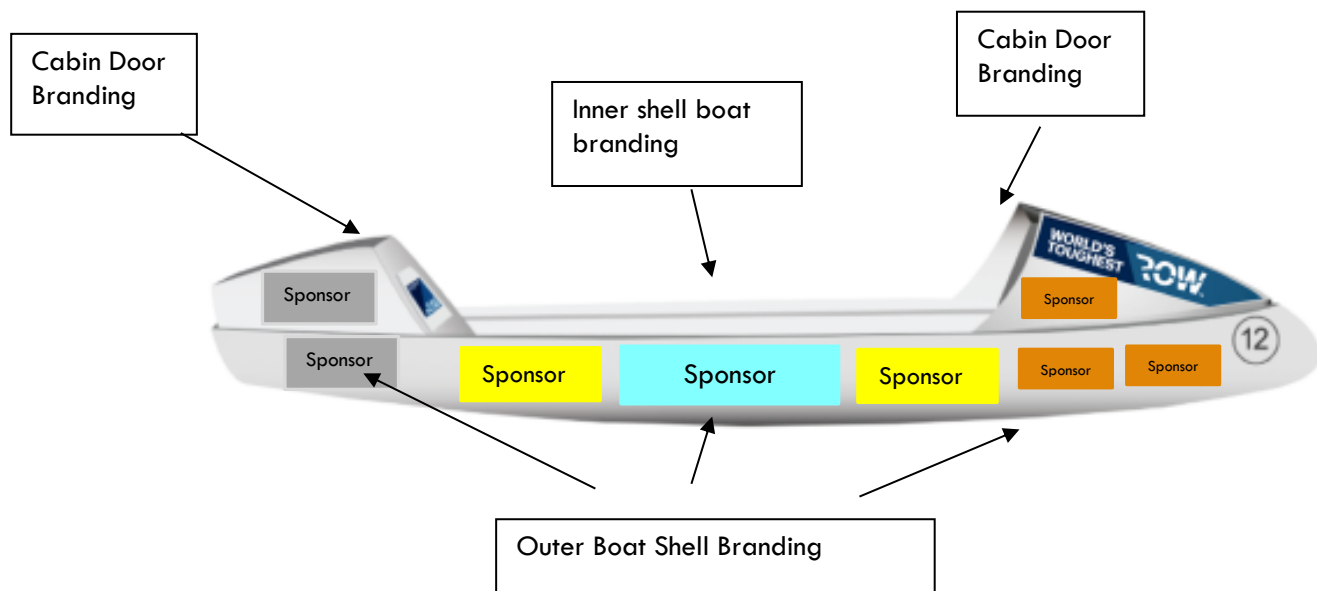 Cabin Door
Branding
Cabin Door
Branding
Inner shell boat
branding
WORLD'S
TOUGHEST
ROW
Sponsor
Sponsor
Sponsor
Sponsor
Sponsor
Sponsor
Sponsor
Sponsor
12
Outer Boat Shell Branding